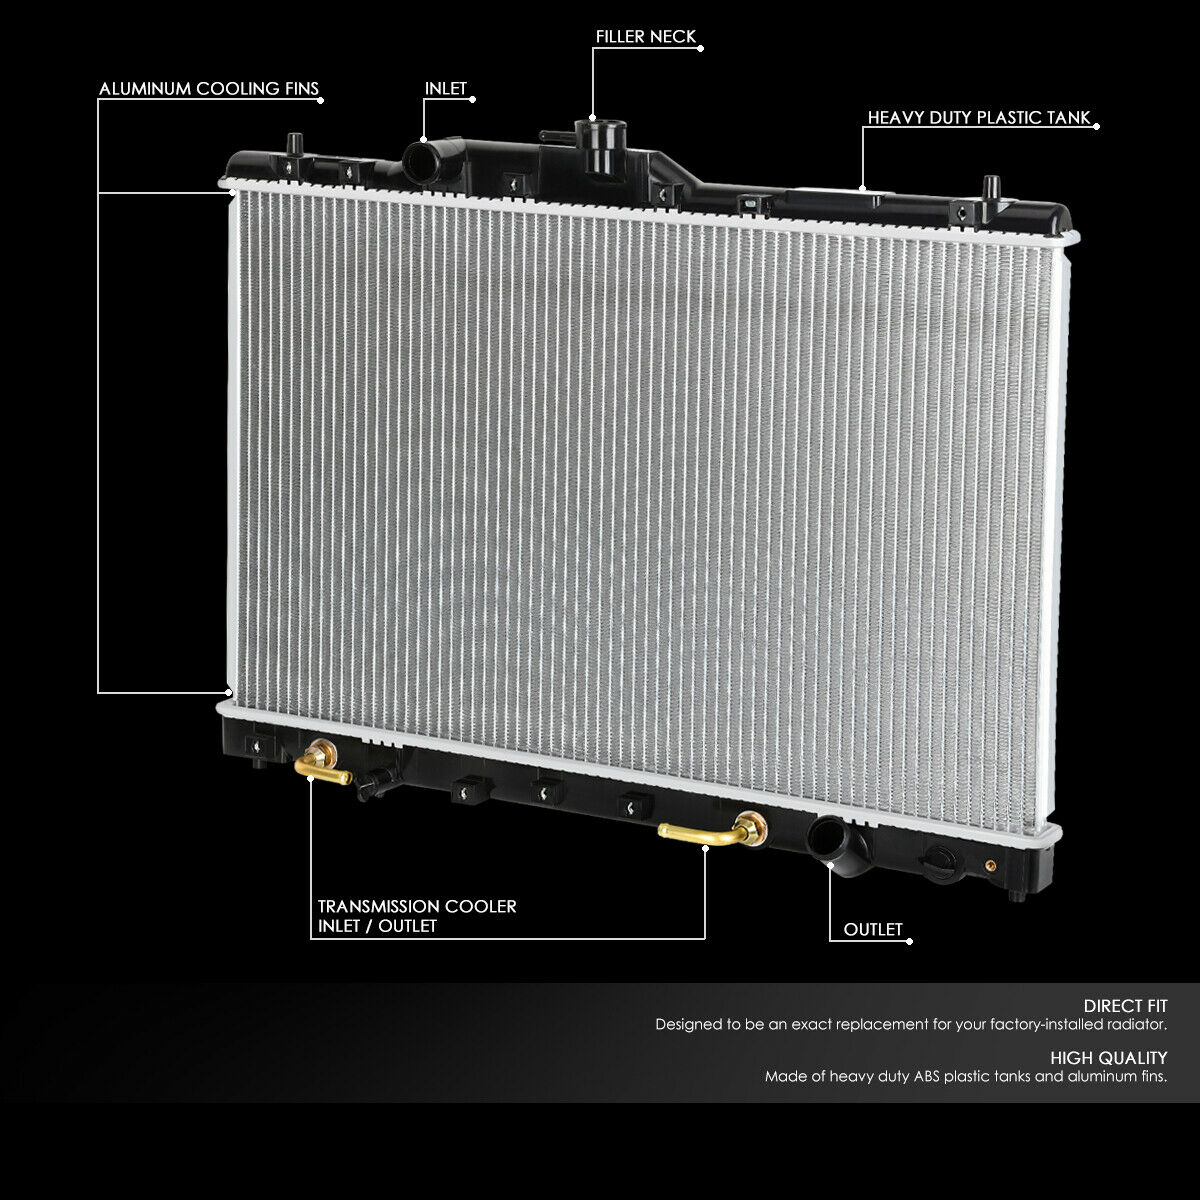 FILLER NECK
ALUMINUM COOLING FINS
INLET
HEAVY DUTY PLASTIC TANK
TRANSMISSION COOLER
INLET / OUTLET
OUTLET
DIRECT FIT
Designed to be an exact replacement for your factory-installed radiator.
HIGH QUALITY
Made of heavy duty ABS plastic tanks and aluminum fins.